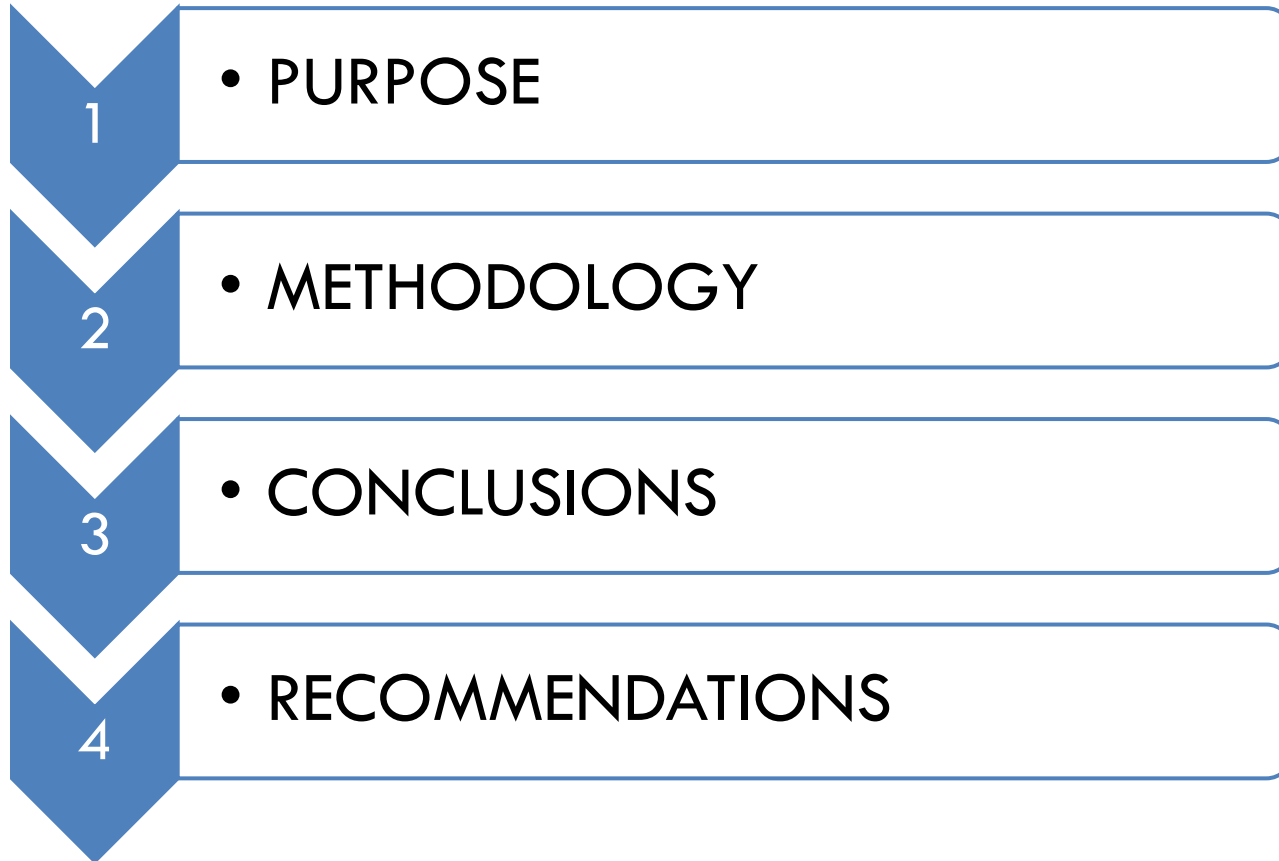 1
• PURPOSE
2
• METHODOLOGY
3
• CONCLUSIONS
4
• RECOMMENDATIONS